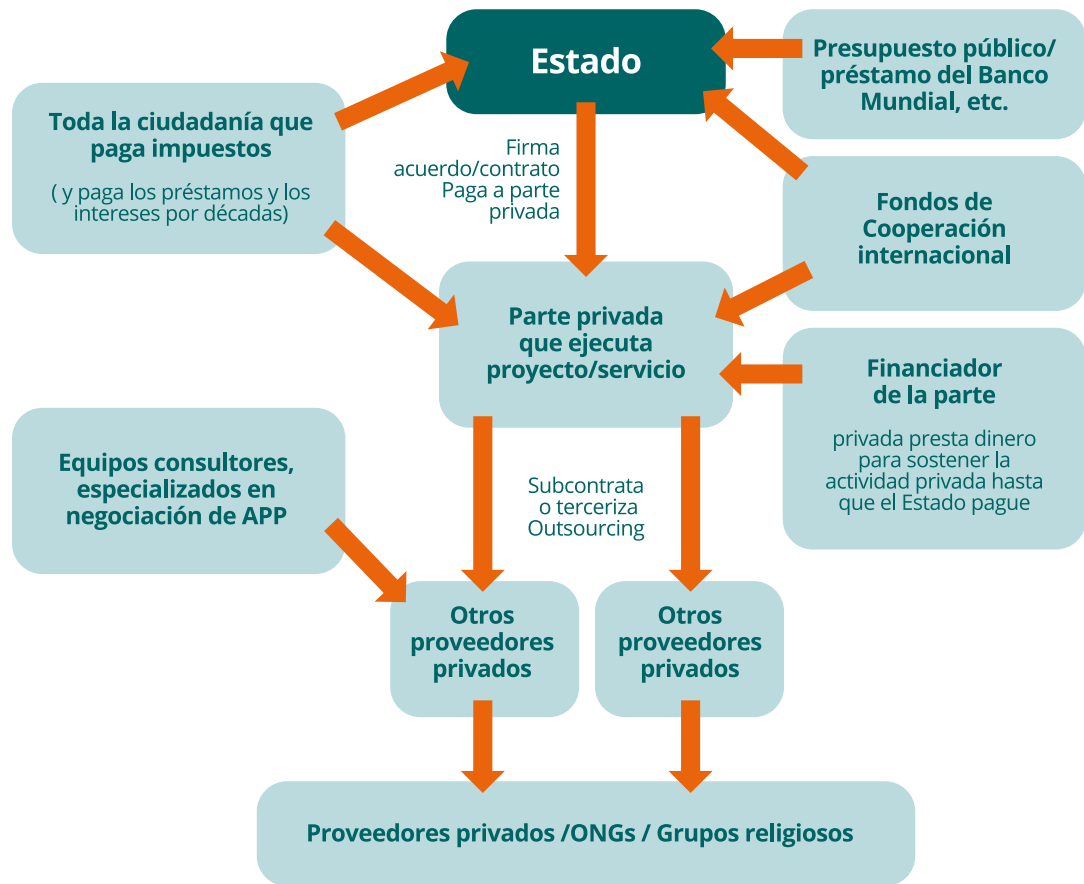 Estado
Presupuesto público/
préstamo del Banco
Mundial, etc.
Toda la ciudadanía que
paga impuestos
( y paga los préstamos y los
intereses por décadas)
Firma
acuerdo/contrato
Paga a parte
privada
Fondos de
Cooperación
internacional
Parte privada
que ejecuta
proyecto/servicio
Financiador
de la parte
privada presta dinero
para sostener la
actividad privada hasta
que el Estado pague
Equipos consultores,
especializados en
negociación de APP
Subcontrata
o terceriza
Outsourcing
Otros
proveedores
privados
Otros
proveedores
privados
Proveedores privados /ONGs / Grupos religiosos